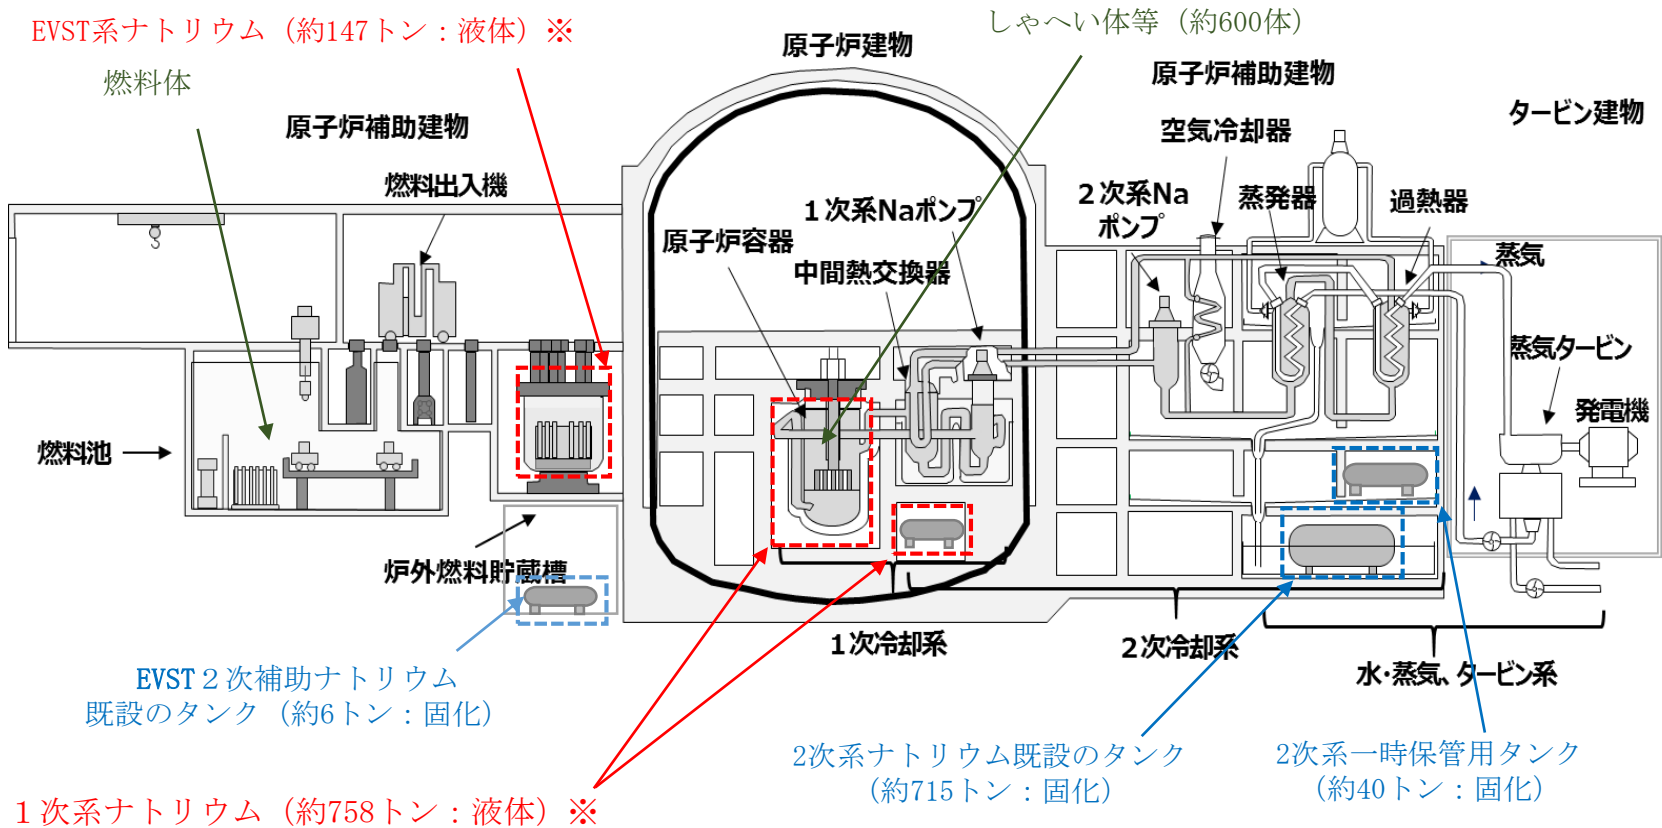 EVST系ナトリウム（約147トン：液体）※
しゃへい体等（約600体）
原子炉建物
燃料体
原子炉補助建物
タービン建物
原子炉補助建物
空気冷却器
燃料出入機
２次系Na
ポンプ
蒸発器
過熱器
１次系Naポンプ
原子炉容器
中間熱交換器
蒸気
蒸気タービン
発電機
燃料池
炉外燃料貯蔵槽
１次冷却系
２次冷却系
水・蒸気、タービン系
EVST２次補助ナトリウム
既設のタンク（約6トン：固化）
2次系ナトリウム既設のタンク
（約715トン：固化）
2次系一時保管用タンク
（約40トン：固化）
１次系ナトリウム（約758トン：液体）※